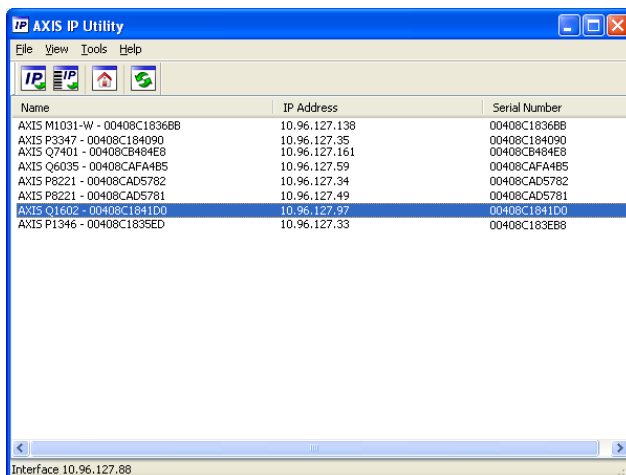 IP AXIS IP Utility
File View Tools Help
IP IP
Name IP Address Serial Number
AXIS M1031-W - 00408C1836BB 10.96.127.138 00408C1836BB
AXIS P3347 - 00408C184090 10.96.127.35 00408C184090
AXIS Q7401 - 00408CB484E8 10.96.127.161 00408CB484E8
AXIS Q6035 - 00408CAFA4B5 10.96.127.59 00408CAFA4B5
AXIS P8221 - 00408CAD5782 10.96.127.34 00408CAD5782
AXIS P8221 - 00408CAD5781 10.96.127.49 00408CAD5781
AXIS Q1602 - 00408C1841D0 10.96.127.97 00408C1841D0
AXIS P1346 - 00408C1835ED 10.96.127.33 00408C183EB8
Interface 10.96.127.88